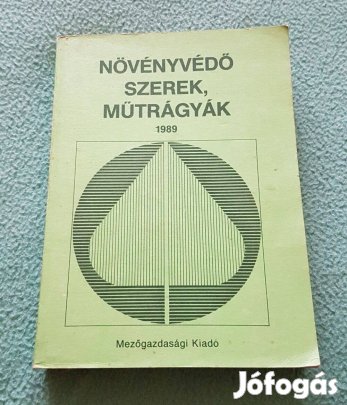 NÖVÉNYVÉDŐ
SZEREK,
MŰTRÁGYÁK
1989
Mezőgazdasági Kiadó
Jófogás